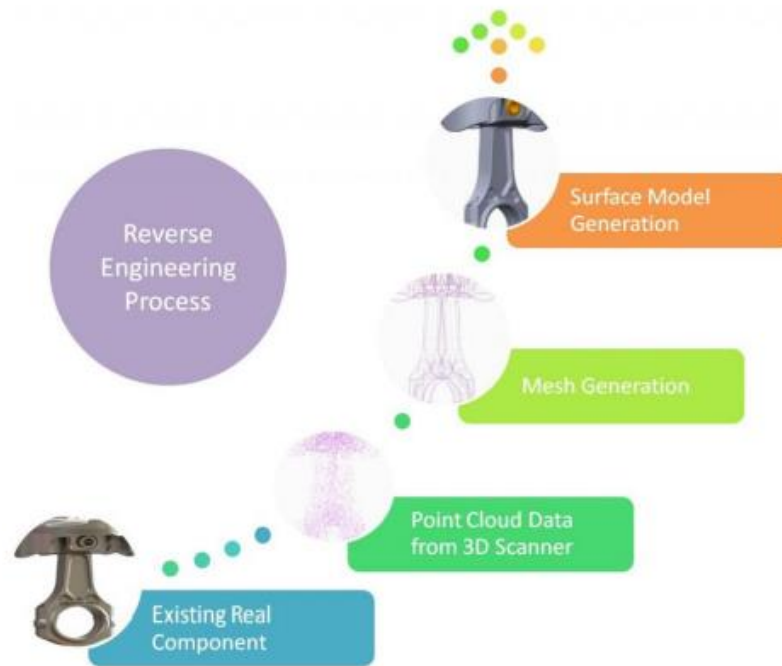 Reverse
Engineering
Process
Surface Model
Generation
Mesh Generation
Point Cloud Data
from 3D Scanner
Existing Real
Component